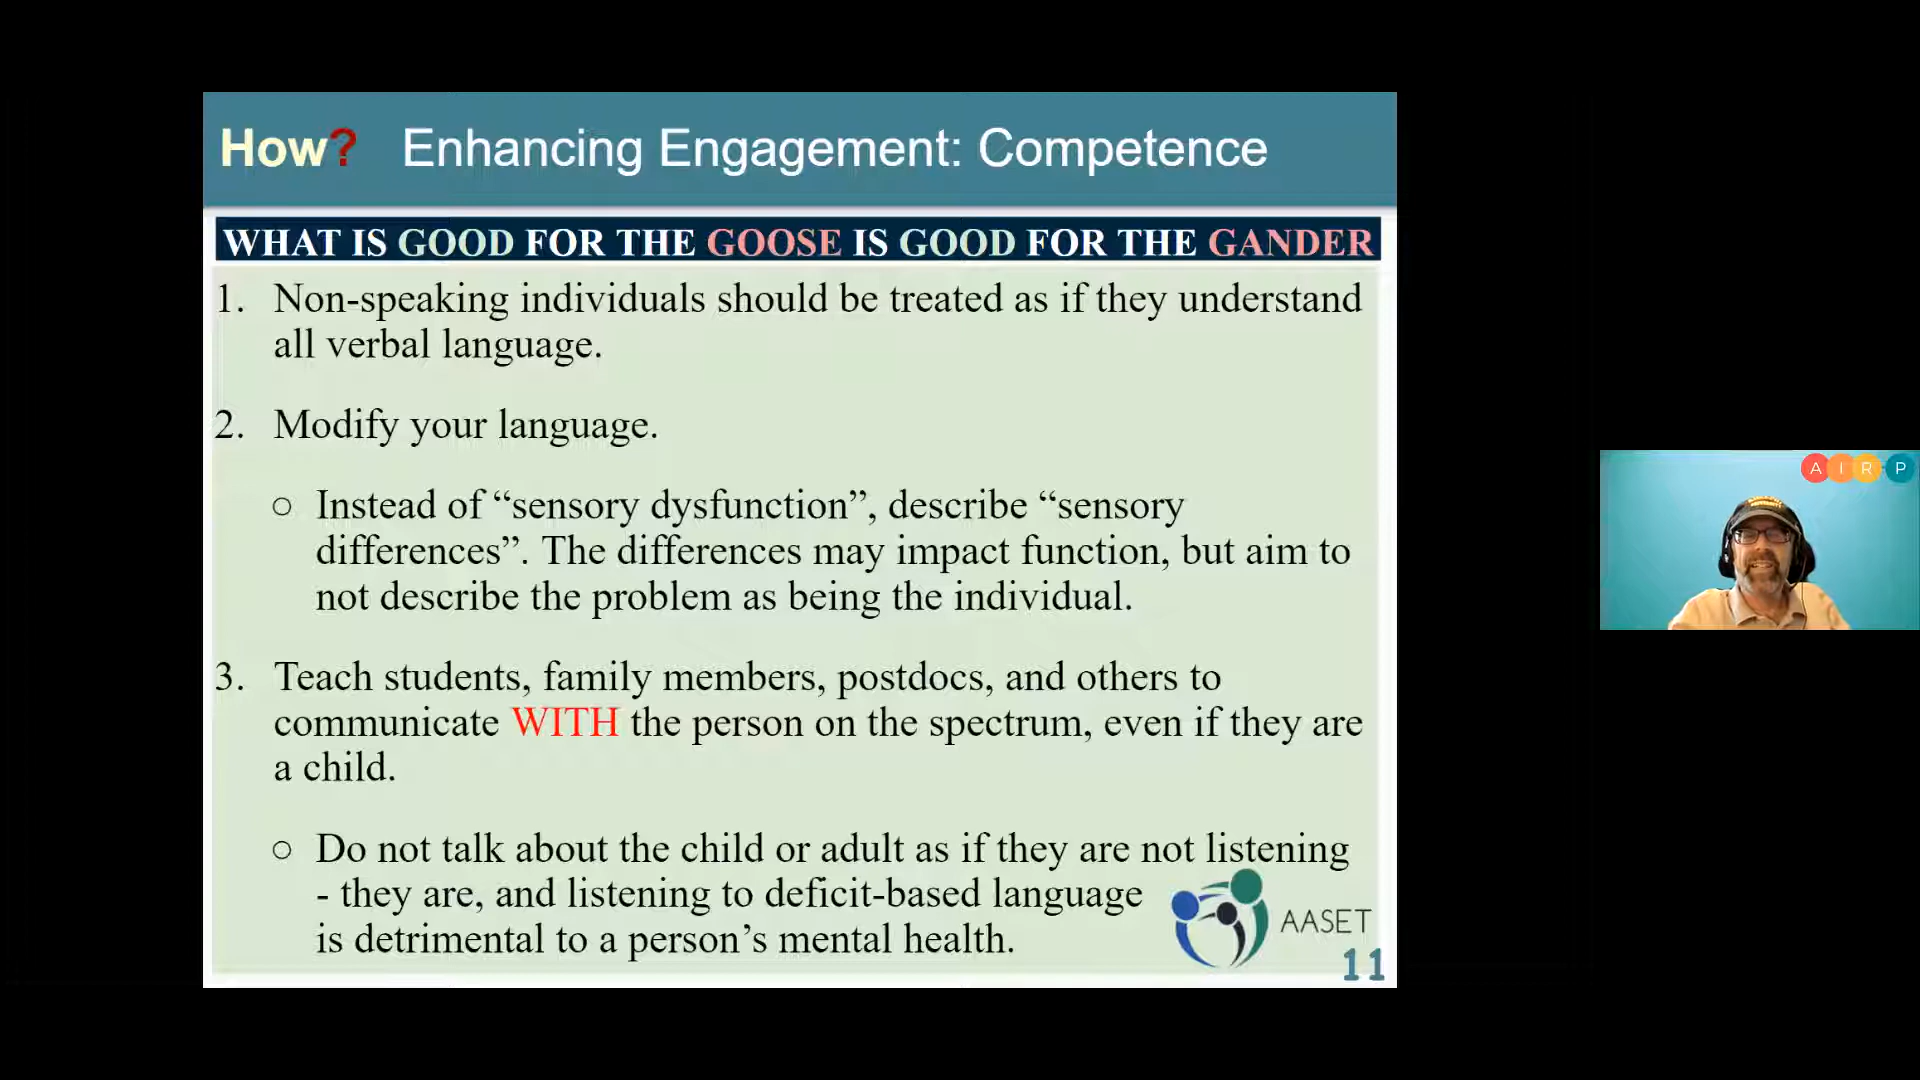 How? Enhancing Engagement: Competence
WHAT IS GOOD FOR THE GOOSE IS GOOD FOR THE GANDER
1. Non-speaking individuals should be treated as if they understand
all verbal language.
2. Modify your language.
○ Instead of “sensory dysfunction”, describe “sensory
differences”. The differences may impact function, but aim to
not describe the problem as being the individual.
3. Teach students, family members, postdocs, and others to
communicate WITH the person on the spectrum, even if they are
a child.
○ Do not talk about the child or adult as if they are not listening
- they are, and listening to deficit-based language
is detrimental to a person’s mental health.
AASET
11
A I R - P